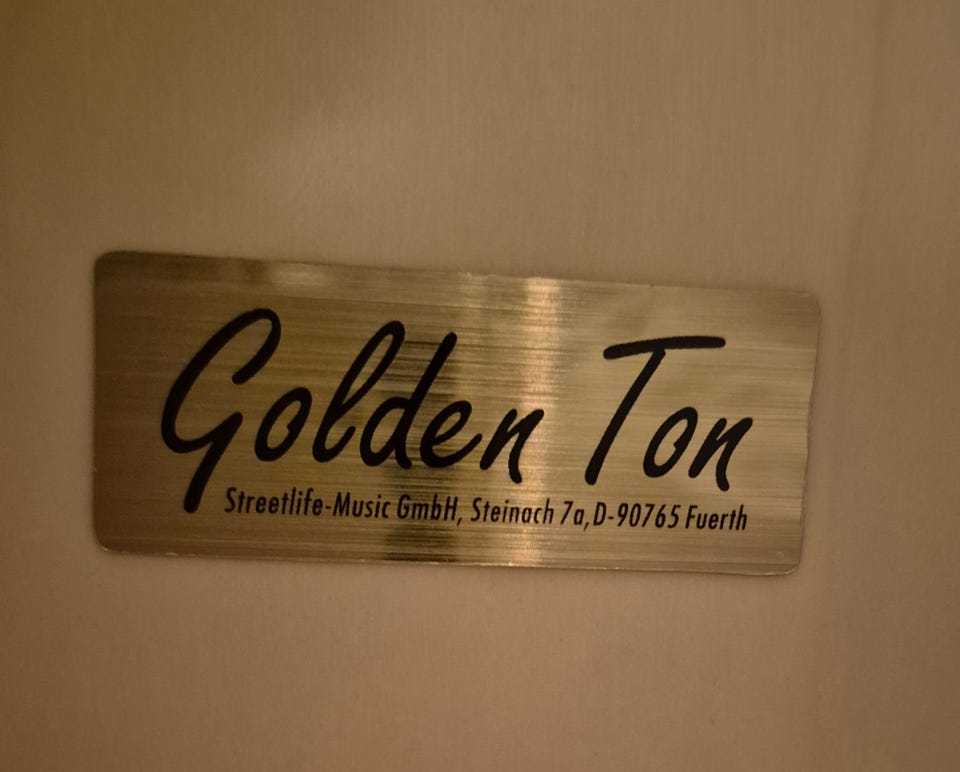 Golden Ton
Streetlife-Music GmbH, Steinach 7a,D-90765 Fuerth